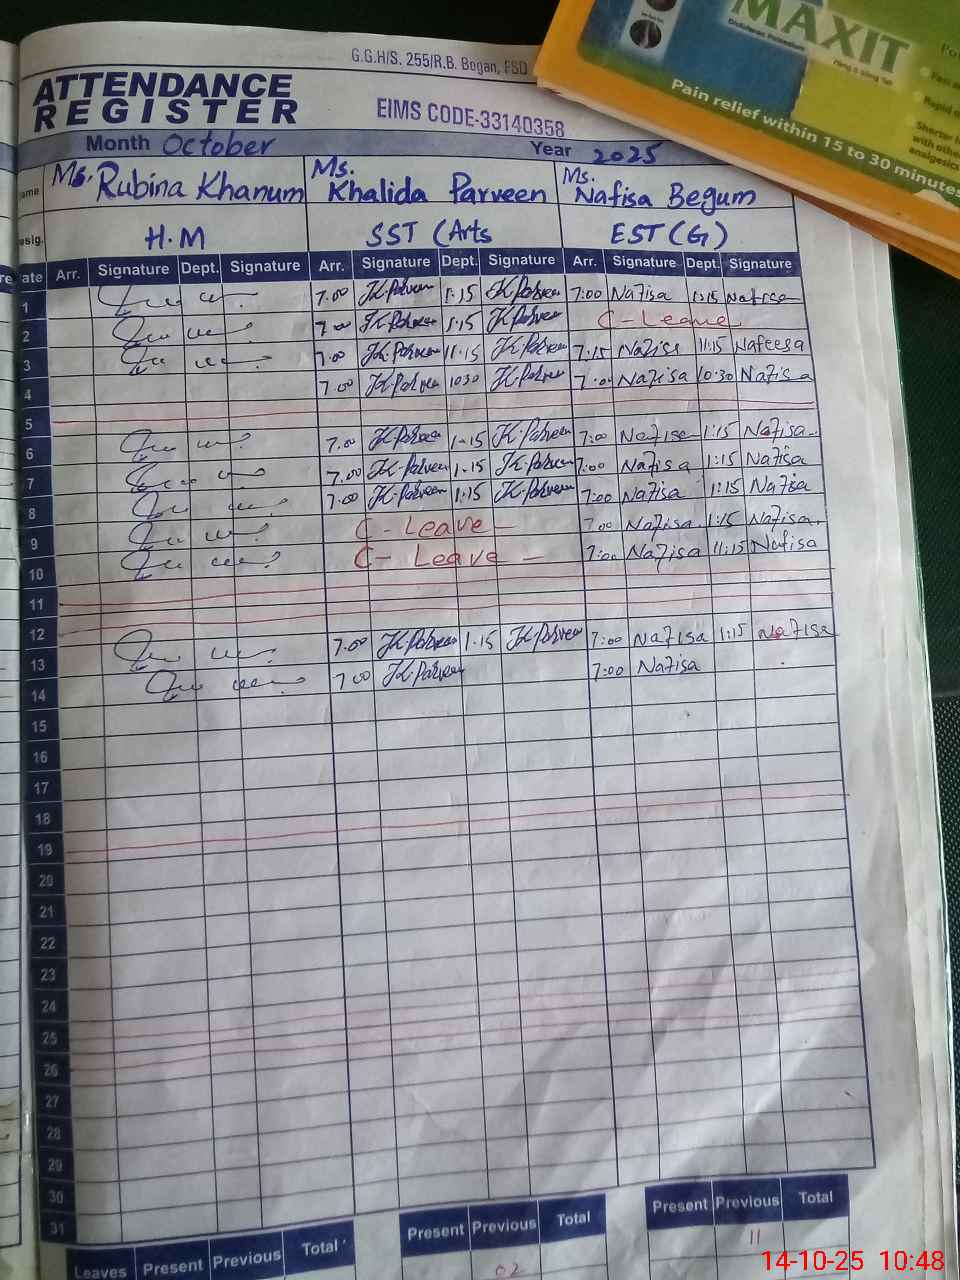 G.G.H/S. 255/R.B. Bogan, FSD
MAXIT
Pain relief within 15 to 30 minutes
Rapid
Shorter
with other
analgesics
ATTENDANCE
REGISTER
EIMS CODE-33140358
Month October Year 2025
Ms. Rubina Khanum Ms. Khalida Parveen Ms. Nafisa Begum
H.M SST (Arts EST (G)
ate Arr. Signature Dept. Signature Arr. Signature Dept. Signature Arr. Signature Dept. Signature
1 7.00 K.Parveen 1.15 K.Parveen 7:00 Nafisa 1:15 Nafisa
2 7.00 K.Parveen 1.15 K.Parveen C-Leave
3 7.00 K.Parveen 11.15 K.Parveen 7:15 Nafisa 11:15 Nafeesa
4 7.00 K.Parveen 1030 K.Parveen 7:00 Nafisa 10:30 Nafisa
5
6 7.00 K.Parveen 1.15 K.Parveen 7:00 Nafisa 1:15 Nafisa
7 7.00 K.Parveen 1.15 K.Parveen 7:00 Nafisa 1:15 Nafisa
8 7.00 K.Parveen 1.15 K.Parveen 7:00 Nafisa 1:15 Nafisa
9 C-Leave 7:00 Nafisa 1:15 Nafisa
10 C-Leave 7:00 Nafisa 11:15 Nafisa
11
12
13 7.00 K.Parveen 1.15 K.Parveen 7:00 Nafisa 1:15 Nafisa
14 7.00 K.Parveen 7:00 Nafisa
15
16
17
18
19
20
21
22
23
24
25
26
27
28
29
30
31
Leaves Present Previous Total Present Previous Total Present Previous Total
02 11
14-10-25 10:48